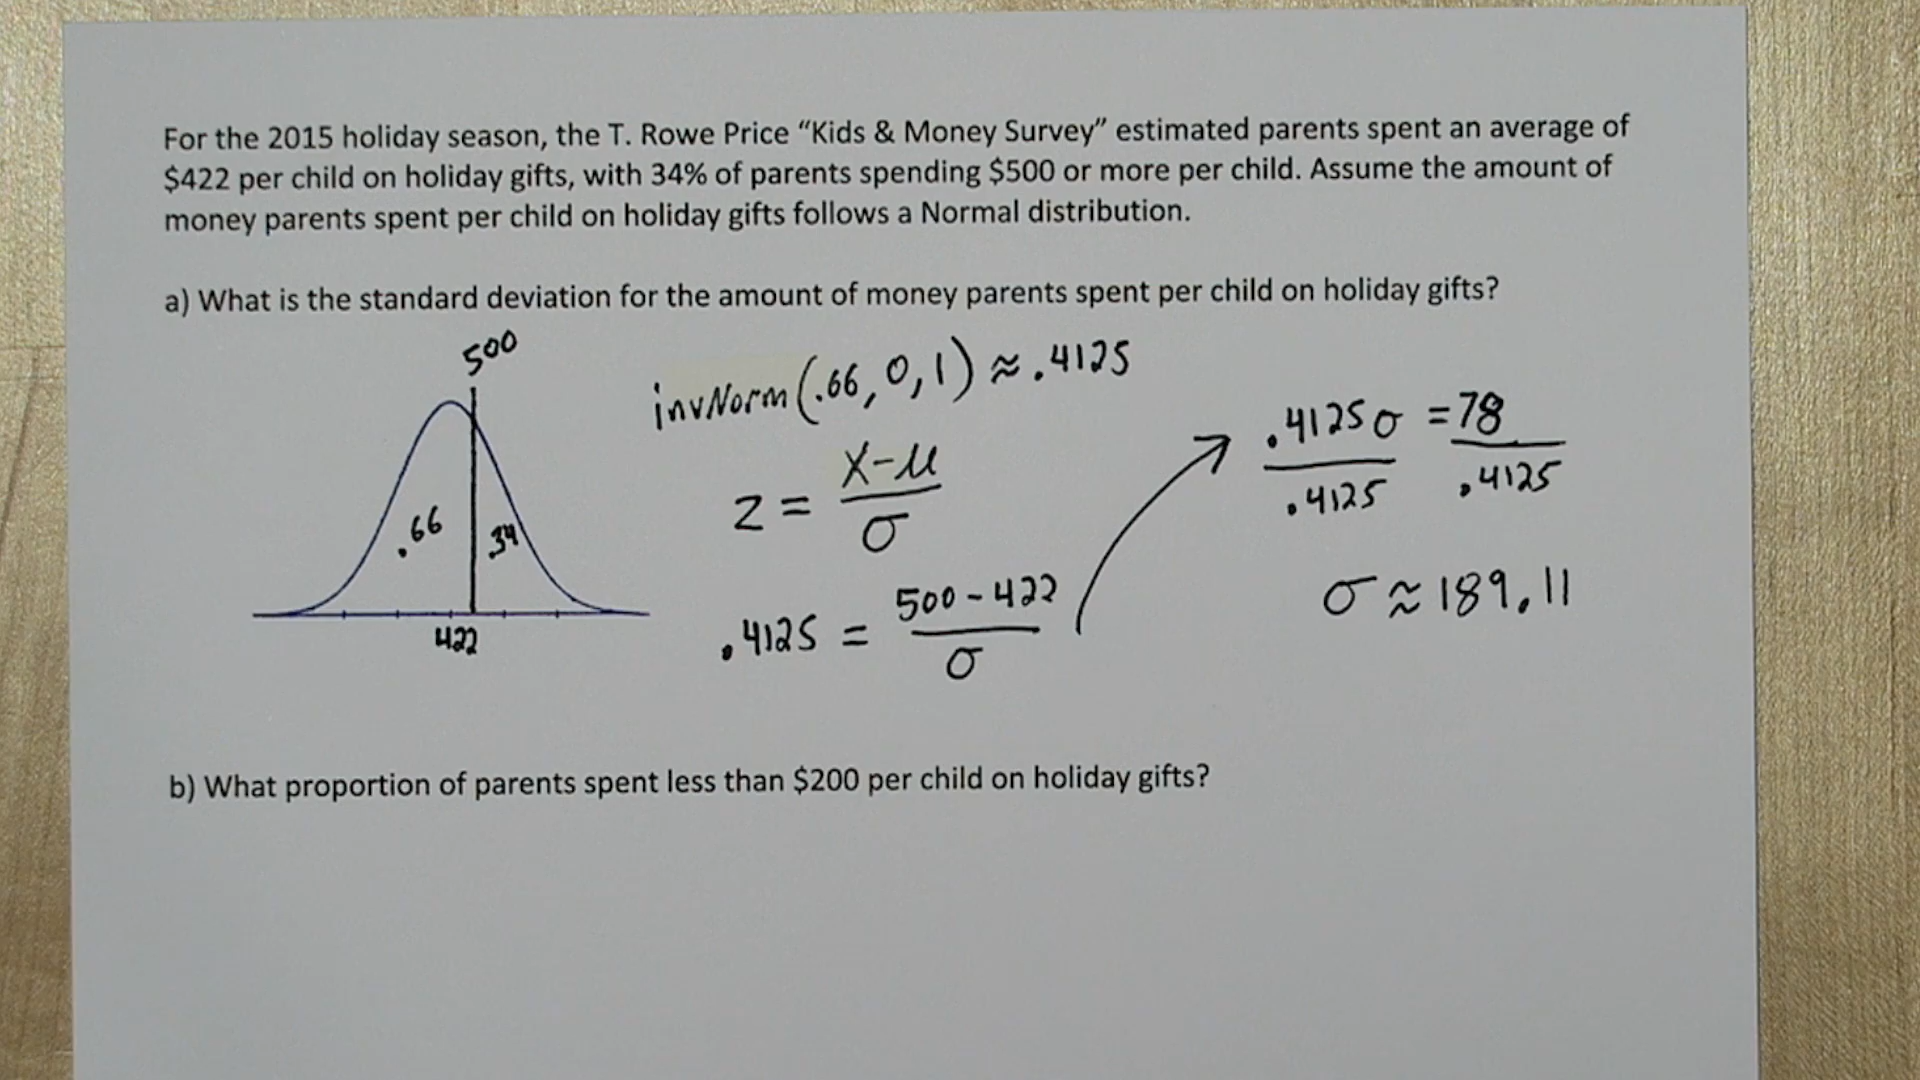 For the 2015 holiday season, the T. Rowe Price “Kids & Money Survey” estimated parents spent an average of
$422 per child on holiday gifts, with 34% of parents spending $500 or more per child. Assume the amount of
money parents spent per child on holiday gifts follows a Normal distribution.
a) What is the standard deviation for the amount of money parents spent per child on holiday gifts?
500
.66
.34
422
invNorm(.66, 0, 1) ≈ .4125
z = x-μ
σ
.4125 = 500 - 422
σ
.4125σ = 78
.4125 .4125
σ ≈ 189.11
b) What proportion of parents spent less than $200 per child on holiday gifts?